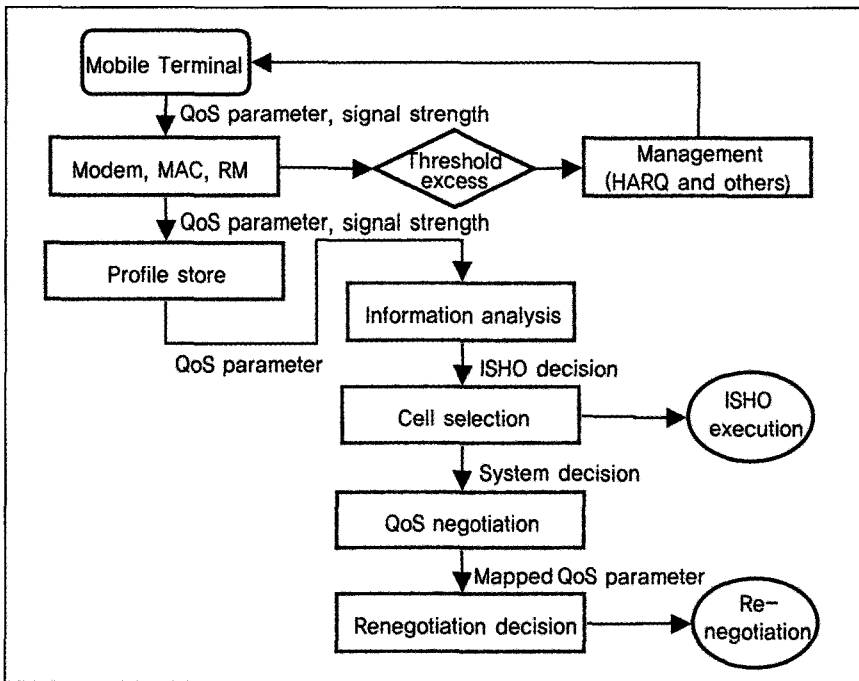 Mobile Terminal
QoS parameter, signal strength
Modem, MAC, RM
Threshold
excess
Management
(HARQ and others)
QoS parameter, signal strength
Profile store
QoS parameter
Information analysis
ISHO decision
Cell selection
ISHO
execution
System decision
QoS negotiation
Mapped QoS parameter
Renegotiation decision
Re-
negotiation